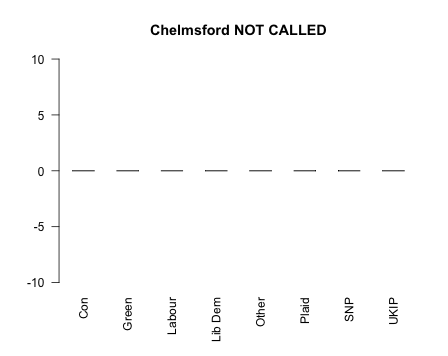 Chelmsford NOT CALLED
10
5
0
-5
-10
Con
Green
Labour
Lib Dem
Other
Plaid
SNP
UKIP